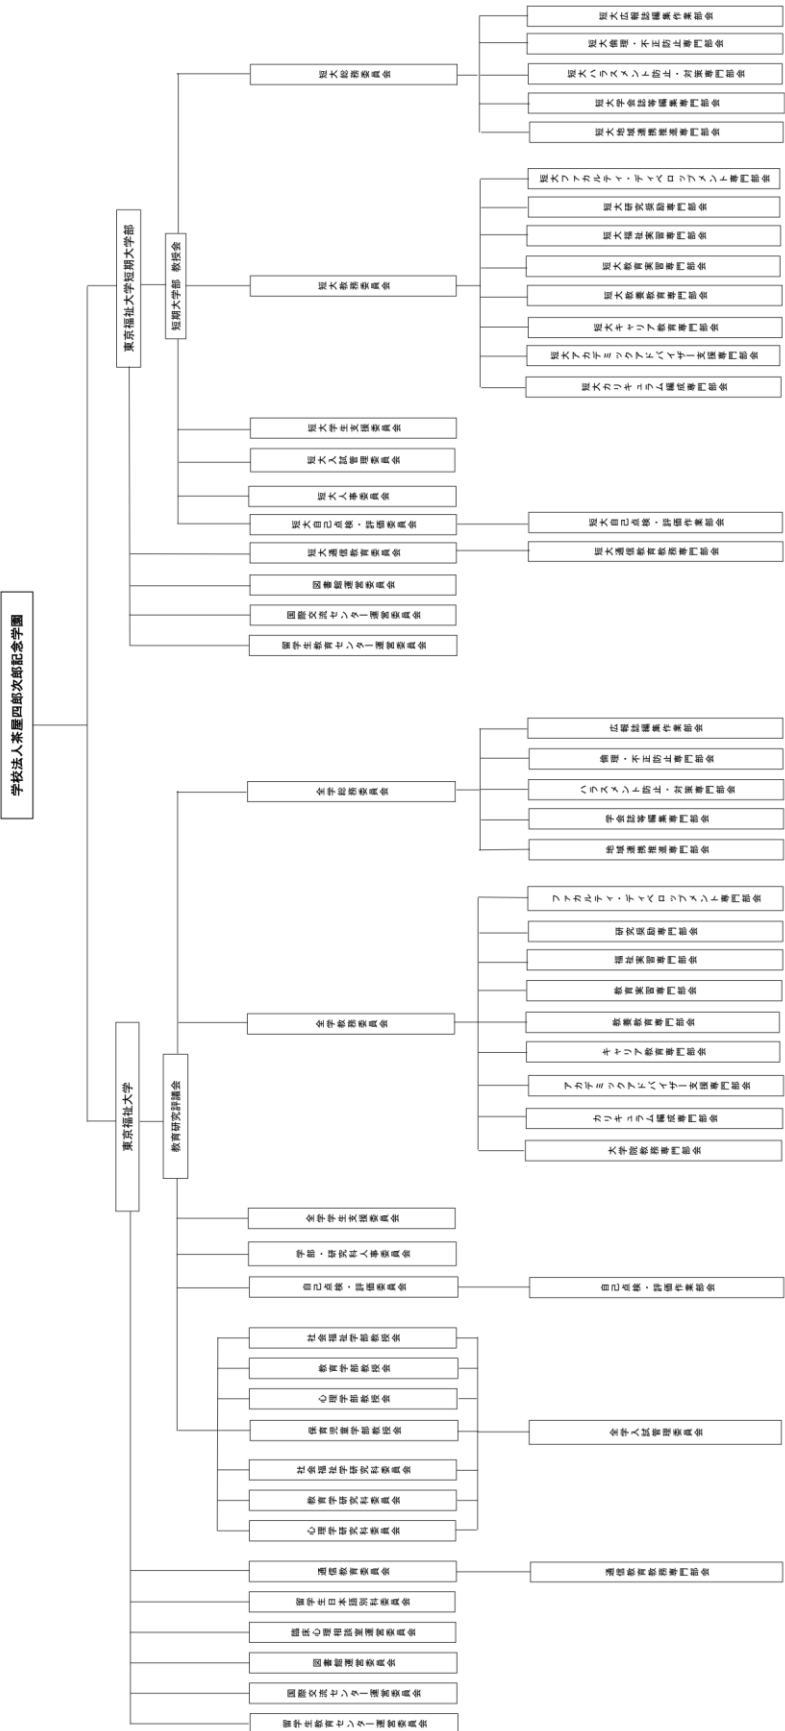 学校法人茶屋四郎次郎記念学園
東京福祉大学短期大学部
短期大学部 教授会
短大総務委員会
短大広報誌編集作業部会
短大倫理・不正防止専門部会
短大ハラスメント防止・対策専門部会
短大学会誌等編集専門部会
短大地域連携推進専門部会
短大教務委員会
短大ファカルティ・ディベロップメント専門部会
短大研究奨励専門部会
短大福祉実習専門部会
短大教育実習専門部会
短大教養教育専門部会
短大キャリア教育専門部会
短大アカデミックアドバイザー支援専門部会
短大カリキュラム編成専門部会
短大学生支援委員会
短大入試管理委員会
短大人事委員会
短大自己点検・評価委員会
短大自己点検・評価作業部会
短大通信教育委員会
短大通信教育教務専門部会
図書館運営委員会
国際交流センター運営委員会
留学生教育センター運営委員会
東京福祉大学
教育研究評議会
全学総務委員会
広報誌編集作業部会
倫理・不正防止専門部会
ハラスメント防止・対策専門部会
学会誌等編集専門部会
地域連携推進専門部会
全学教務委員会
ファカルティ・ディベロップメント専門部会
研究奨励専門部会
福祉実習専門部会
教育実習専門部会
教養教育専門部会
キャリア教育専門部会
アカデミックアドバイザー支援専門部会
カリキュラム編成専門部会
大学院教務専門部会
全学学生支援委員会
学部・研究科人事委員会
自己点検・評価委員会
自己点検・評価作業部会
社会福祉学部教授会
教育学部教授会
心理学部教授会
保育児童学部教授会
社会福祉学研究科委員会
教育学研究科委員会
心理学研究科委員会
全学入試管理委員会
通信教育委員会
通信教育教務専門部会
留学生日本語別科委員会
臨床心理相談室運営委員会
図書館運営委員会
国際交流センター運営委員会
留学生教育センター運営委員会